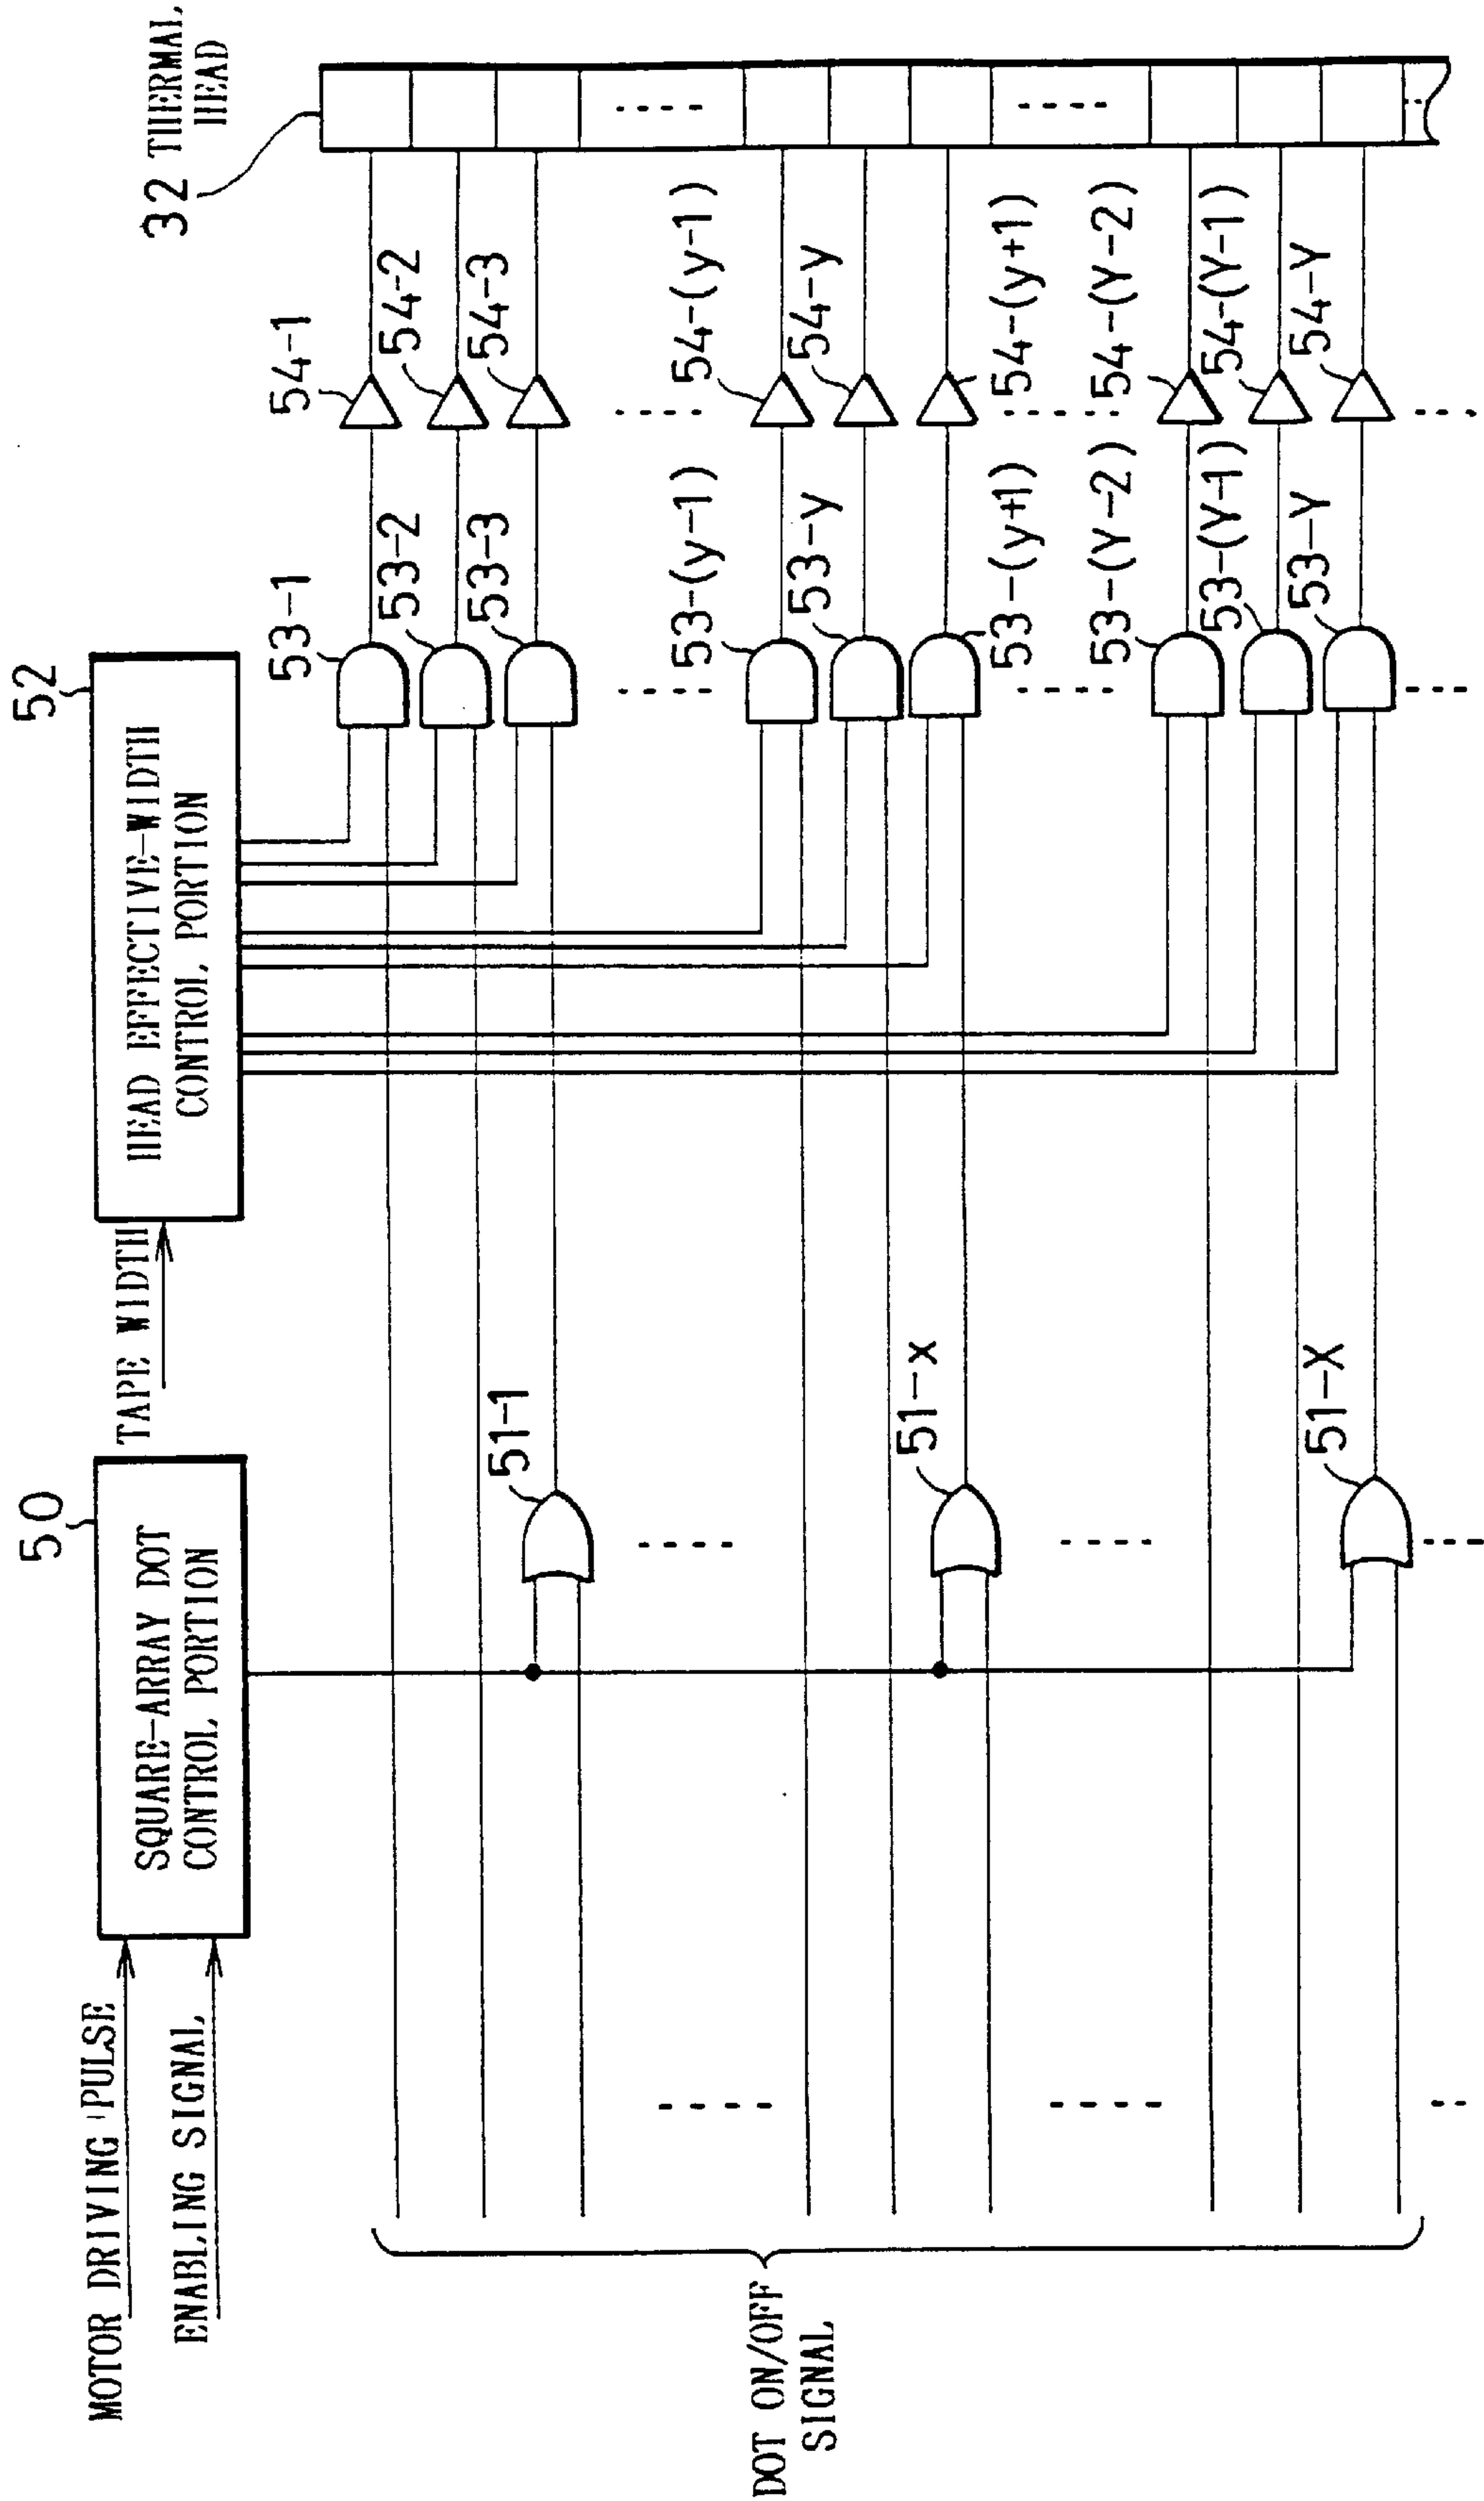 MOTOR DRIVING PULSE
ENABLING SIGNAL
50
SQUARE-ARRAY DOT
CONTROL PORTION
TAPE WIDTH
52
HEAD EFFECTIVE-WIDTH
CONTROL PORTION
32 THERMAL
HEAD
53-1
54-1
53-2
54-2
51-1
53-3
54-3
53-(y-1)
54-(y-1)
53-y
54-y
51-x
53-(y+1)
54-(y+1)
53-(Y-2)
54-(Y-2)
53-(Y-1)
54-(Y-1)
51-X
53-Y
54-Y
DOT ON/OFF
SIGNAL